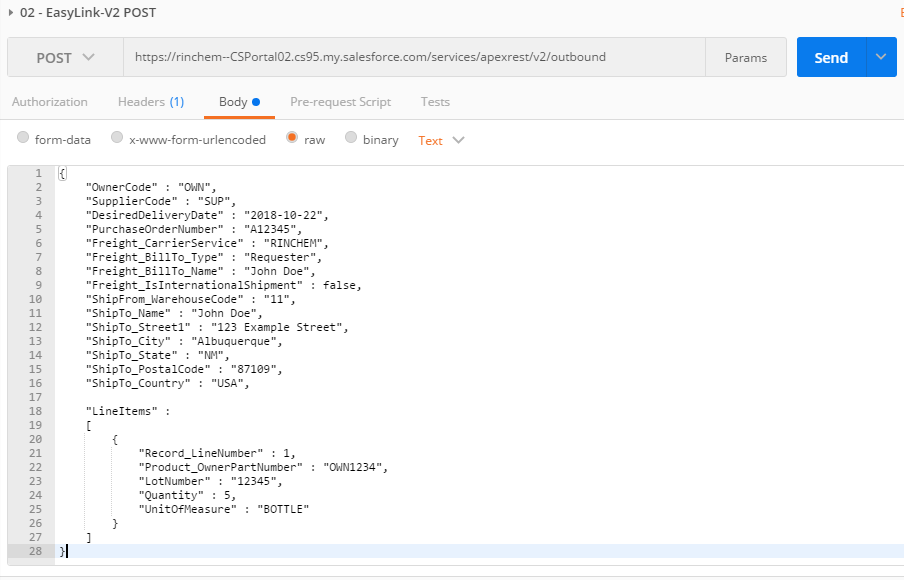 02 - EasyLink-V2 POST
POST https://rinchem--CSPortal02.cs95.my.salesforce.com/services/apexrest/v2/outbound Params Send
Authorization Headers (1) Body Pre-request Script Tests
form-data x-www-form-urlencoded raw binary Text
1 {
2 "OwnerCode" : "OWN",
3 "SupplierCode" : "SUP",
4 "DesiredDeliveryDate" : "2018-10-22",
5 "PurchaseOrderNumber" : "A12345",
6 "Freight_CarrierService" : "RINCHEM",
7 "Freight_BillTo_Type" : "Requester",
8 "Freight_BillTo_Name" : "John Doe",
9 "Freight_IsInternationalShipment" : false,
10 "ShipFrom_WarehouseCode" : "11",
11 "ShipTo_Name" : "John Doe",
12 "ShipTo_Street1" : "123 Example Street",
13 "ShipTo_City" : "Albuquerque",
14 "ShipTo_State" : "NM",
15 "ShipTo_PostalCode" : "87109",
16 "ShipTo_Country" : "USA",
17
18 "LineItems" :
19 [
20 {
21 "Record_LineNumber" : 1,
22 "Product_OwnerPartNumber" : "OWN1234",
23 "LotNumber" : "12345",
24 "Quantity" : 5,
25 "UnitOfMeasure" : "BOTTLE"
26 }
27 ]
28 }